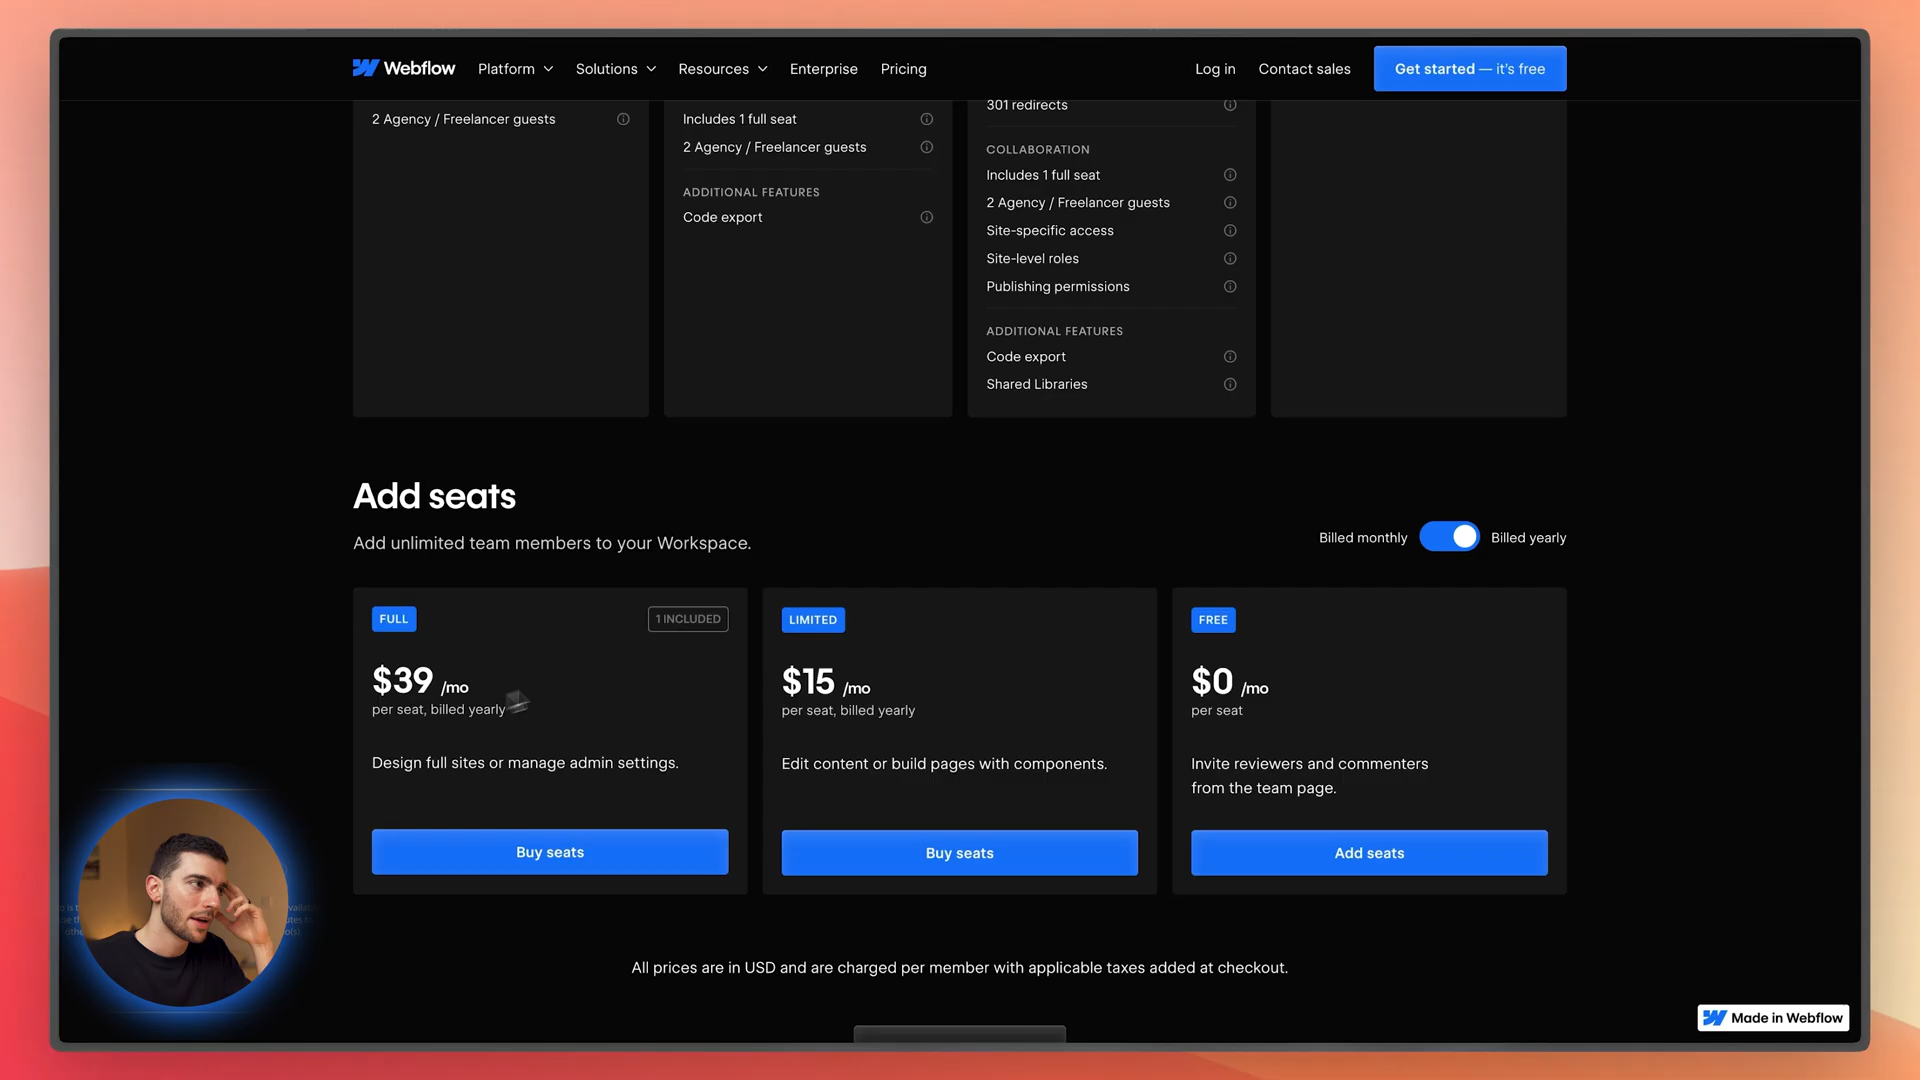 Webflow
Platform
Solutions
Resources
Enterprise
Pricing
Log in
Contact sales
Get started — it's free
2 Agency / Freelancer guests
Includes 1 full seat
2 Agency / Freelancer guests
ADDITIONAL FEATURES
Code export
301 redirects
COLLABORATION
Includes 1 full seat
2 Agency / Freelancer guests
Site-specific access
Site-level roles
Publishing permissions
ADDITIONAL FEATURES
Code export
Shared Libraries
Add seats
Add unlimited team members to your Workspace.
Billed monthly
Billed yearly
FULL
1 INCLUDED
$39 /mo
per seat, billed yearly
Design full sites or manage admin settings.
Buy seats
LIMITED
$15 /mo
per seat, billed yearly
Edit content or build pages with components.
Buy seats
FREE
$0 /mo
per seat
Invite reviewers and commenters
from the team page.
Add seats
All prices are in USD and are charged per member with applicable taxes added at checkout.
Made in Webflow